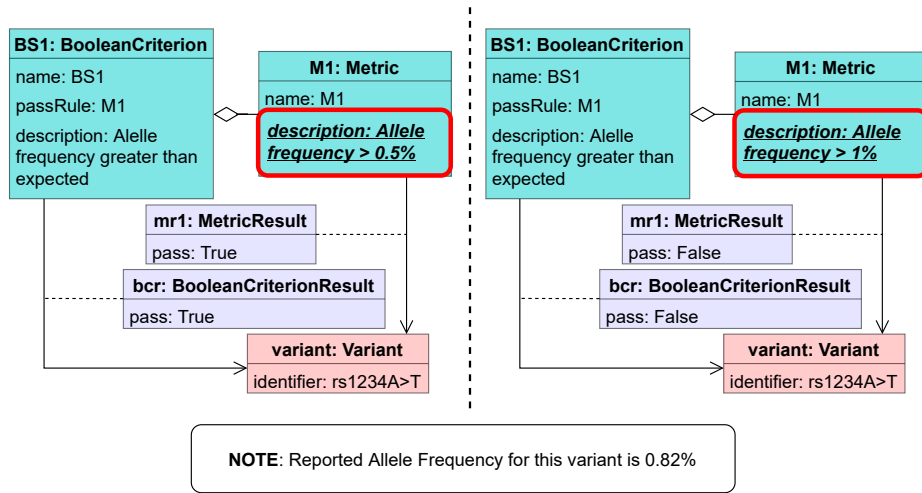 BS1: BooleanCriterion
name: BS1
passRule: M1
description: Alelle
frequency greater than
expected
M1: Metric
name: M1
description: Allele
frequency > 0.5%
mr1: MetricResult
pass: True
bcr: BooleanCriterionResult
pass: True
variant: Variant
identifier: rs1234A>T
BS1: BooleanCriterion
name: BS1
passRule: M1
description: Alelle
frequency greater than
expected
M1: Metric
name: M1
description: Allele
frequency > 1%
mr1: MetricResult
pass: False
bcr: BooleanCriterionResult
pass: False
variant: Variant
identifier: rs1234A>T
NOTE: Reported Allele Frequency for this variant is 0.82%